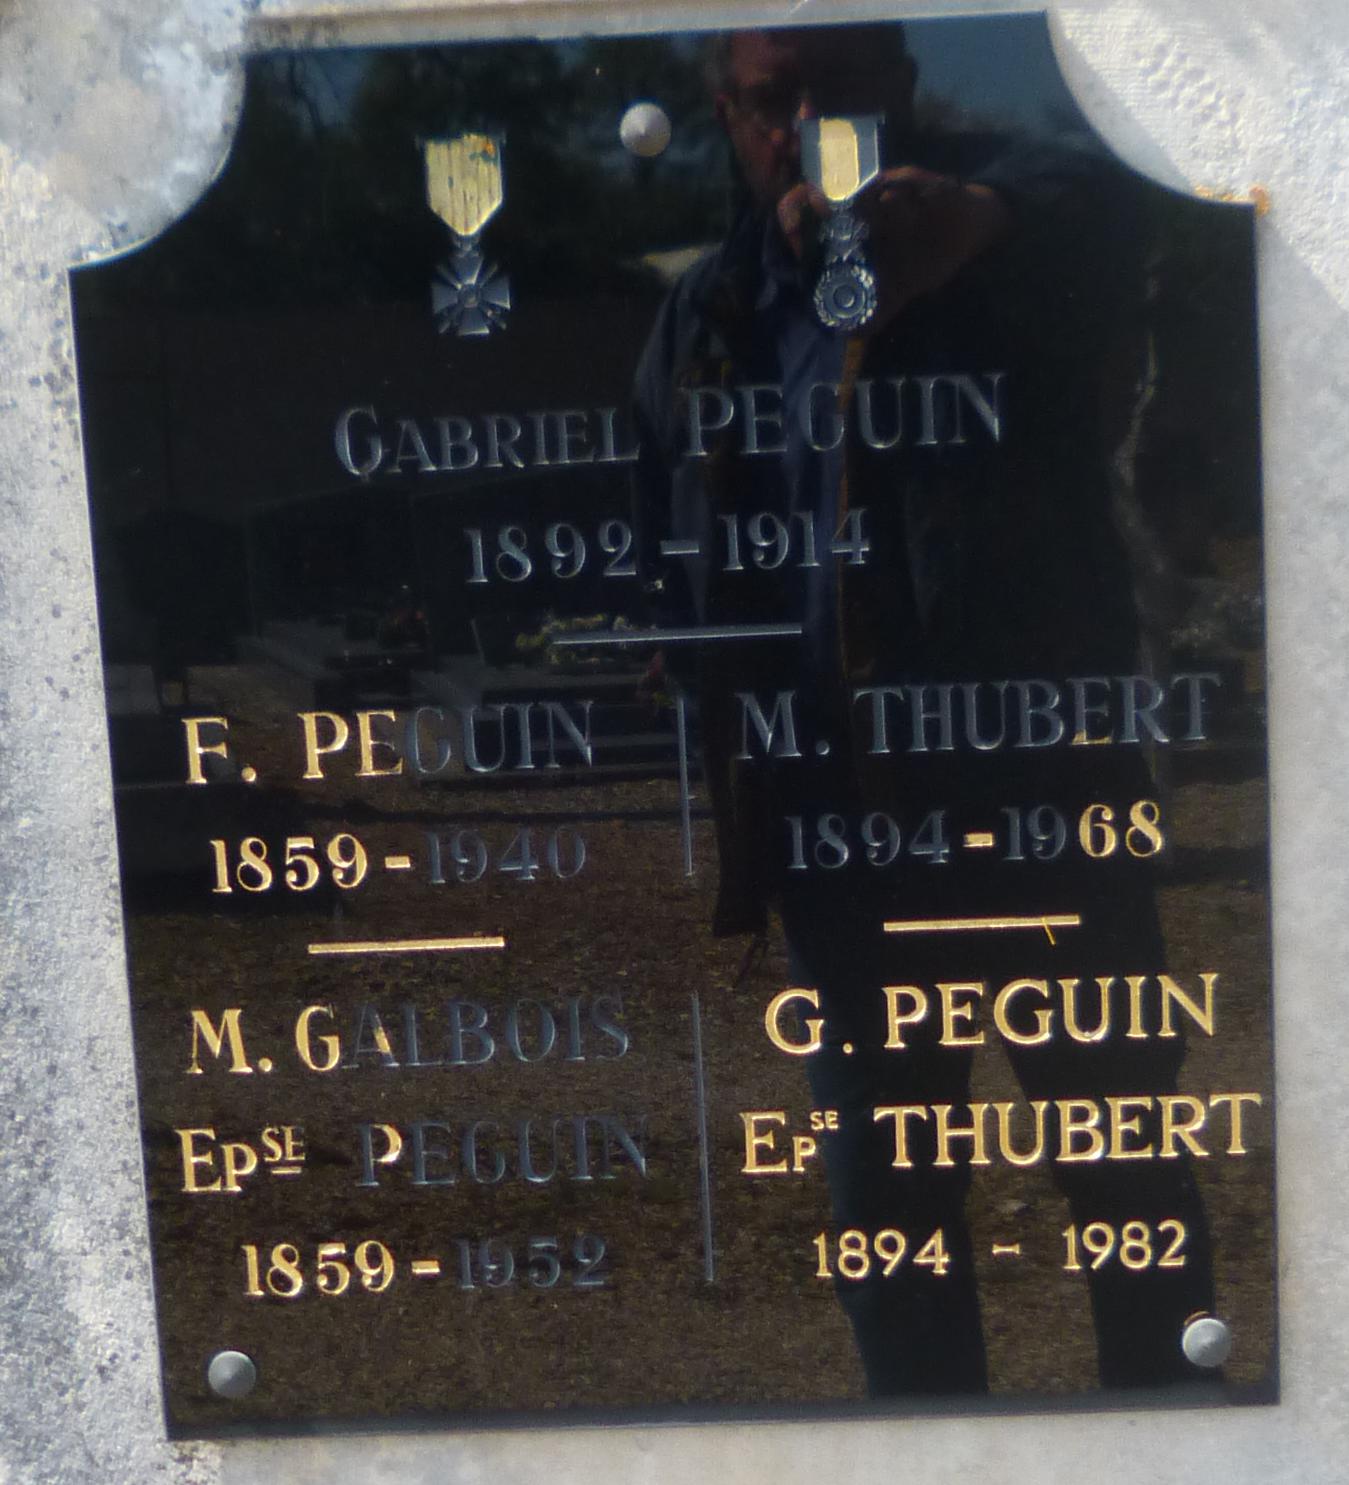 GABRIEL PEGUIN
1892 - 1914
F. PEGUIN
1859 - 1940
M. GALBOIS
EPSE PEGUIN
1859 - 1952
M. THUBERT
1894 - 1968
G. PEGUIN
EPSE THUBERT
1894 - 1982